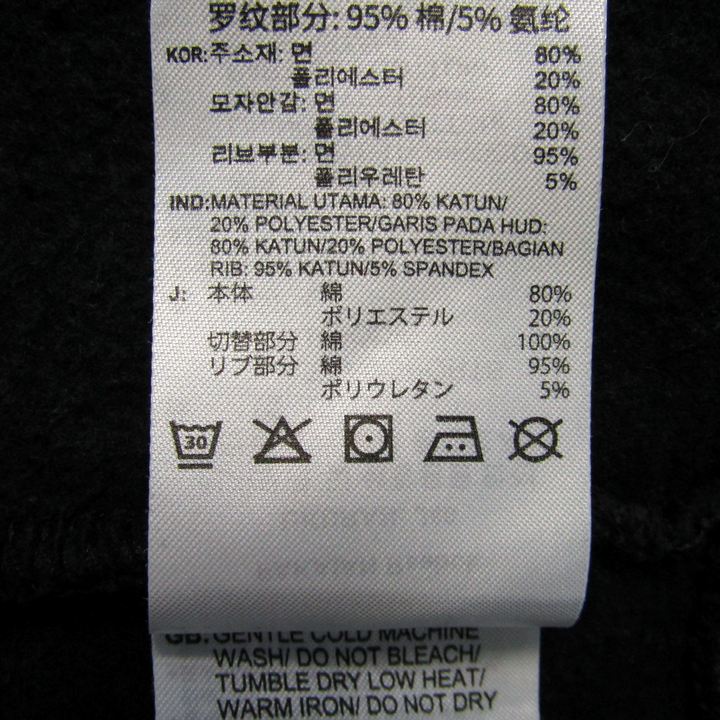 罗纹部分: 95% 棉/5% 氨纶
KOR: 주소재: 면 80%
폴리에스터 20%
모자안감: 면 80%
폴리에스터 20%
리브부분: 면 95%
폴리우레탄 5%
IND:MATERIAL UTAMA: 80% KATUN/
20% POLYESTER/GARIS PADA HUD:
80% KATUN/20% POLYESTER/BAGIAN
RIB: 95% KATUN/5% SPANDEX
J: 本体 綿 80%
ポリエステル 20%
切替部分 綿 100%
リブ部分 綿 95%
ポリウレタン 5%
30
GB: GENTLE COLD MACHINE
WASH/ DO NOT BLEACH/
TUMBLE DRY LOW HEAT/
WARM IRON/ DO NOT DRY